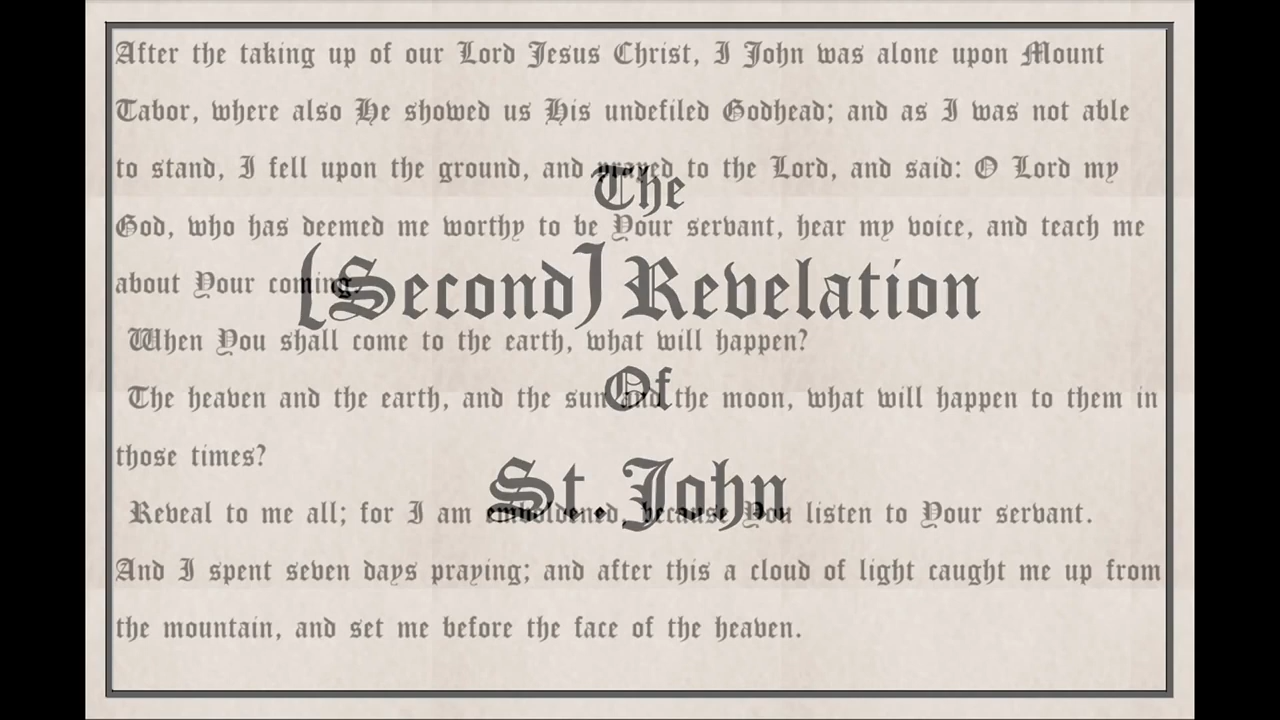 After the taking up of our Lord Jesus Christ, I John was alone upon Mount
Tabor, where also He showed us His undefiled Godhead; and as I was not able
to stand, I fell upon the ground, and prayed to the Lord, and said: O Lord my
God, who has deemed me worthy to be Your servant, hear my voice, and teach me
about Your coming.
When You shall come to the earth, what will happen?
The heaven and the earth, and the sun and the moon, what will happen to them in
those times?
Reveal to me all; for I am emboldened, because You listen to Your servant.
And I spent seven days praying; and after this a cloud of light caught me up from
the mountain, and set me before the face of the heaven.
The
[Second] Revelation
Of
St. John